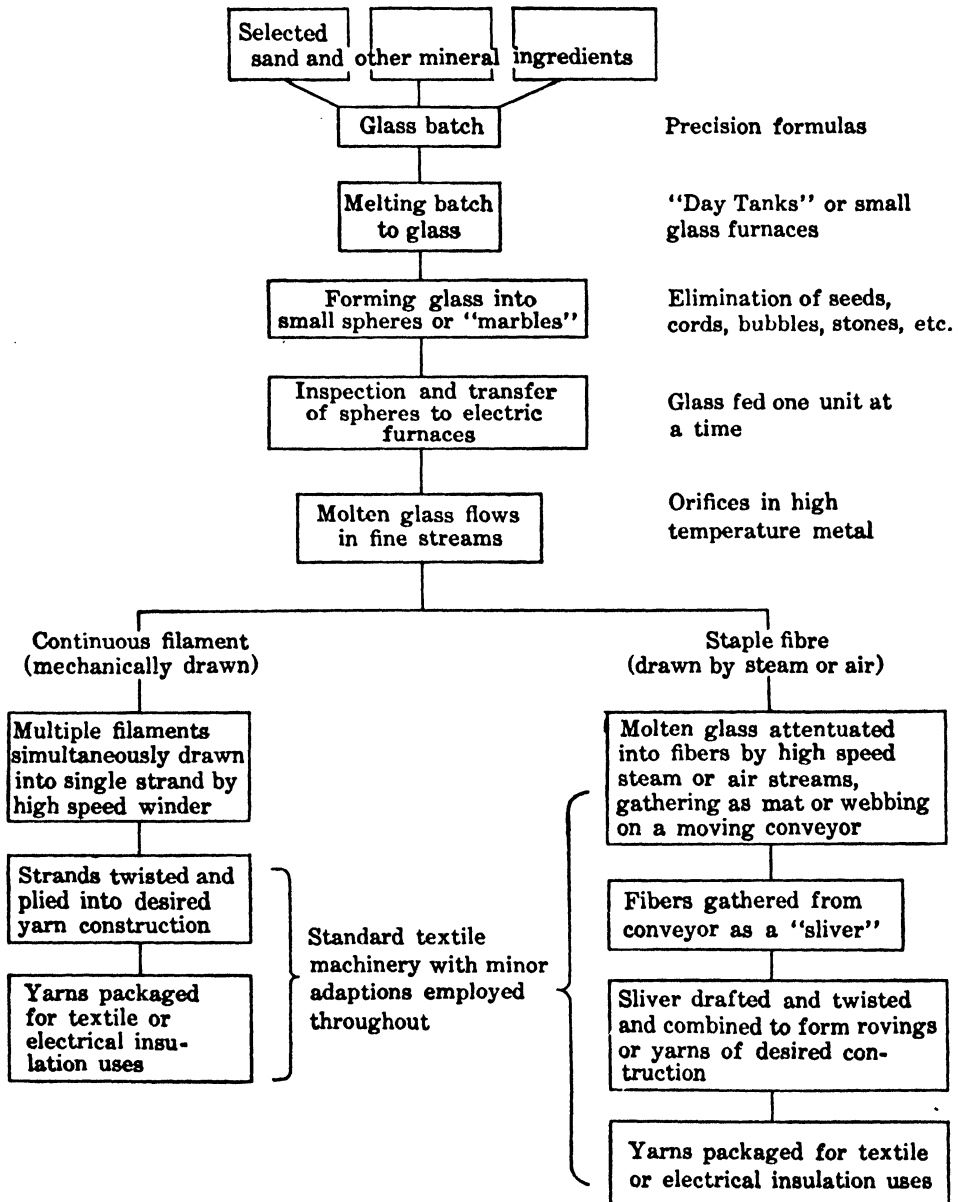 Selected
sand and other mineral ingredients
Glass batch
Precision formulas
Melting batch
to glass
"Day Tanks" or small
glass furnaces
Forming glass into
small spheres or "marbles"
Elimination of seeds,
cords, bubbles, stones, etc.
Inspection and transfer
of spheres to electric
furnaces
Glass fed one unit at
a time
Molten glass flows
in fine streams
Orifices in high
temperature metal
Continuous filament
(mechanically drawn)
Multiple filaments
simultaneously drawn
into single strand by
high speed winder
Strands twisted and
plied into desired
yarn construction
Yarns packaged
for textile or
electrical insu-
lation uses
Standard textile
machinery with minor
adaptions employed
throughout
Staple fibre
(drawn by steam or air)
Molten glass attentuated
into fibers by high speed
steam or air streams,
gathering as mat or webbing
on a moving conveyor
Fibers gathered from
conveyor as a "sliver"
Sliver drafted and twisted
and combined to form rovings
or yarns of desired con-
truction
Yarns packaged for textile
or electrical insulation uses